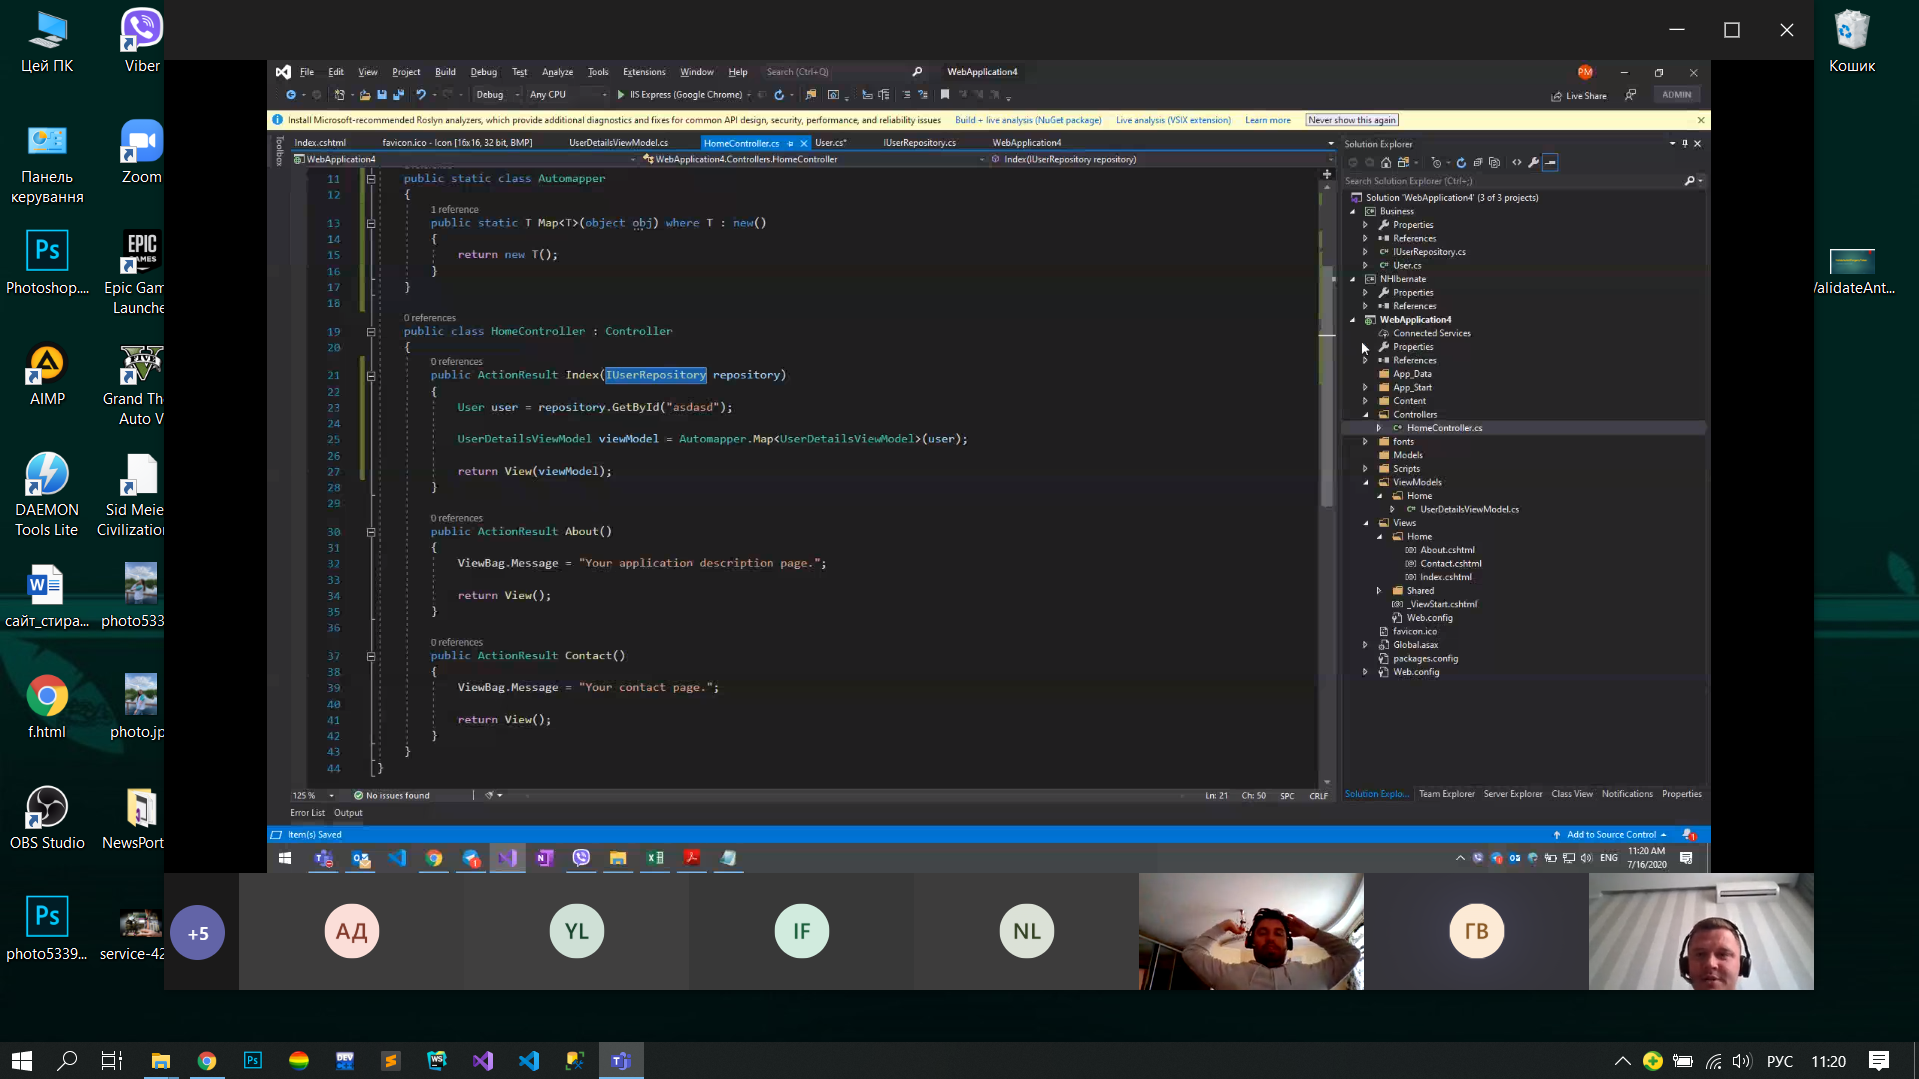 Цей ПК
Viber
Кошик
Панель
керування
Zoom
Photoshop....
EPIC
GAMES
Epic Gam
Launche
AIMP
Grand The
Auto V
DAEMON
Tools Lite
Sid Meie
Civilization
сайт_стира...
photo533
f.html
photo.jp
OBS Studio
NewsPort
photo5339...
service-42
ValidateAnt...
File Edit View Project Build Debug Test Analyze Tools Extensions Window Help Search (Ctrl+Q) WebApplication4 PM
Debug Any CPU IIS Express (Google Chrome) Live Share ADMIN
Install Microsoft-recommended Roslyn analyzers, which provide additional diagnostics and fixes for common API design, security, performance, and reliability issues Build + live analysis (NuGet package) Live analysis (VSIX extension) Learn more Never show this again
Toolbox
Index.cshtml favicon.ico - Icon [16x16, 32 bit, BMP] UserDetailsViewModel.cs HomeController.cs User.cs* IUserRepository.cs WebApplication4
WebApplication4 WebApplication4.Controllers.HomeController Index(IUserRepository repository)
11 public static class Automapper
12 {
1 reference
13 public static T Map<T>(object obj) where T : new()
14 {
15 return new T();
16 }
17 }
18
0 references
19 public class HomeController : Controller
20 {
0 references
21 public ActionResult Index(IUserRepository repository)
22 {
23 User user = repository.GetById("asdasd");
24
25 UserDetailsViewModel viewModel = Automapper.Map<UserDetailsViewModel>(user);
26
27 return View(viewModel);
28 }
29
0 references
30 public ActionResult About()
31 {
32 ViewBag.Message = "Your application description page.";
33
34 return View();
35 }
36
0 references
37 public ActionResult Contact()
38 {
39 ViewBag.Message = "Your contact page.";
40
41 return View();
42 }
43 }
44 }
125 % No issues found Ln: 21 Ch: 50 SPC CRLF
Error List Output
Item(s) Saved Add to Source Control 1
Solution Explorer
Search Solution Explorer (Ctrl+;)
Solution 'WebApplication4' (3 of 3 projects)
Business
Properties
References
IUserRepository.cs
User.cs
NHibernate
Properties
References
WebApplication4
Connected Services
Properties
References
App_Data
App_Start
Content
Controllers
HomeController.cs
fonts
Models
Scripts
ViewModels
Home
UserDetailsViewModel.cs
Views
Home
About.cshtml
Contact.cshtml
Index.cshtml
Shared
_ViewStart.cshtml
Web.config
favicon.ico
Global.asax
packages.config
Web.config
Solution Explo... Team Explorer Server Explorer Class View Notifications Properties
ENG 11:20 AM
7/16/2020
+5 АД YL IF NL ГВ
РУС 11:20